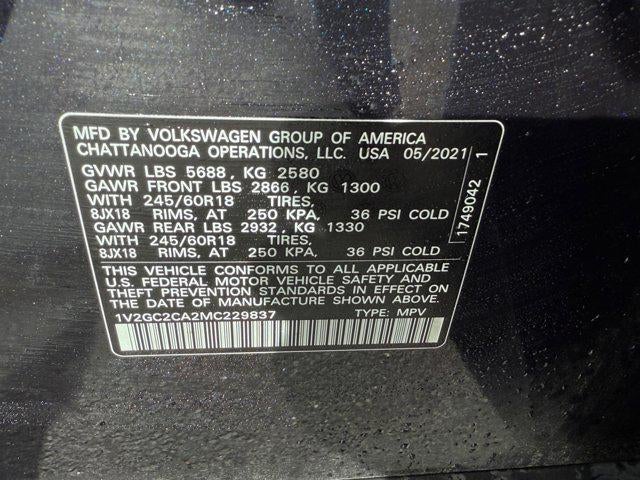 MFD BY VOLKSWAGEN GROUP OF AMERICA
CHATTANOOGA OPERATIONS, LLC. USA 05/2021
GVWR LBS 5688, KG 2580
GAWR FRONT LBS 2866, KG 1300
WITH 245/60R18 TIRES,
8JX18 RIMS, AT 250 KPA, 36 PSI COLD
GAWR REAR LBS 2932, KG 1330
WITH 245/60R18 TIRES,
8JX18 RIMS, AT 250 KPA, 36 PSI COLD
THIS VEHICLE CONFORMS TO ALL APPLICABLE
U.S. FEDERAL MOTOR VEHICLE SAFETY AND
THEFT PREVENTION STANDARDS IN EFFECT ON
THE DATE OF MANUFACTURE SHOWN ABOVE.
1V2GC2CA2MC229837 TYPE: MPV
1749042 1